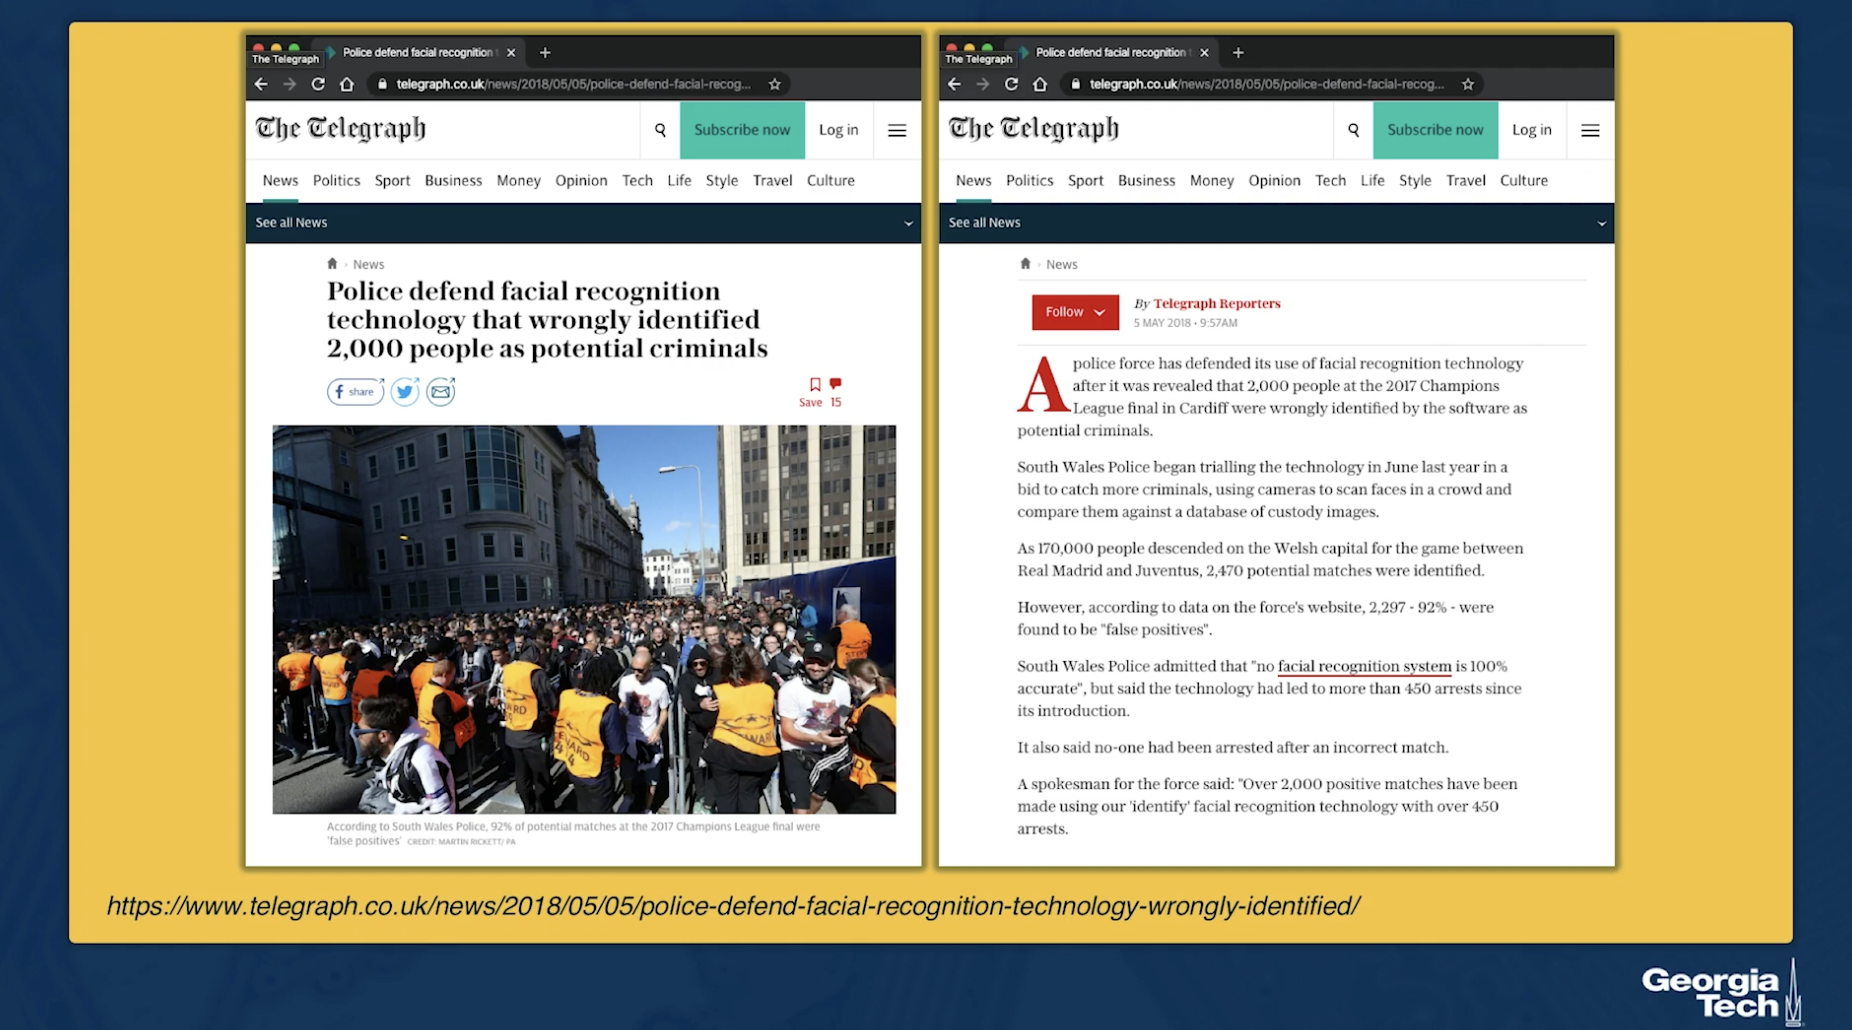 The Telegraph
Police defend facial recognition
telegraph.co.uk/news/2018/05/05/police-defend-facial-recog...
The Telegraph
Subscribe now
Log in
News Politics Sport Business Money Opinion Tech Life Style Travel Culture
See all News
News
Police defend facial recognition
technology that wrongly identified
2,000 people as potential criminals
share
Save 15
According to South Wales Police, 92% of potential matches at the 2017 Champions League final were
'false positives' CREDIT: MARTIN RICKETT/ PA
The Telegraph
Police defend facial recognition
telegraph.co.uk/news/2018/05/05/police-defend-facial-recog...
The Telegraph
Subscribe now
Log in
News Politics Sport Business Money Opinion Tech Life Style Travel Culture
See all News
News
Follow
By Telegraph Reporters
5 MAY 2018 • 9:57AM
A police force has defended its use of facial recognition technology
after it was revealed that 2,000 people at the 2017 Champions
League final in Cardiff were wrongly identified by the software as
potential criminals.
South Wales Police began trialling the technology in June last year in a
bid to catch more criminals, using cameras to scan faces in a crowd and
compare them against a database of custody images.
As 170,000 people descended on the Welsh capital for the game between
Real Madrid and Juventus, 2,470 potential matches were identified.
However, according to data on the force's website, 2,297 - 92% - were
found to be "false positives".
South Wales Police admitted that "no facial recognition system is 100%
accurate", but said the technology had led to more than 450 arrests since
its introduction.
It also said no-one had been arrested after an incorrect match.
A spokesman for the force said: "Over 2,000 positive matches have been
made using our 'identify' facial recognition technology with over 450
arrests.
https://www.telegraph.co.uk/news/2018/05/05/police-defend-facial-recognition-technology-wrongly-identified/
Georgia
Tech